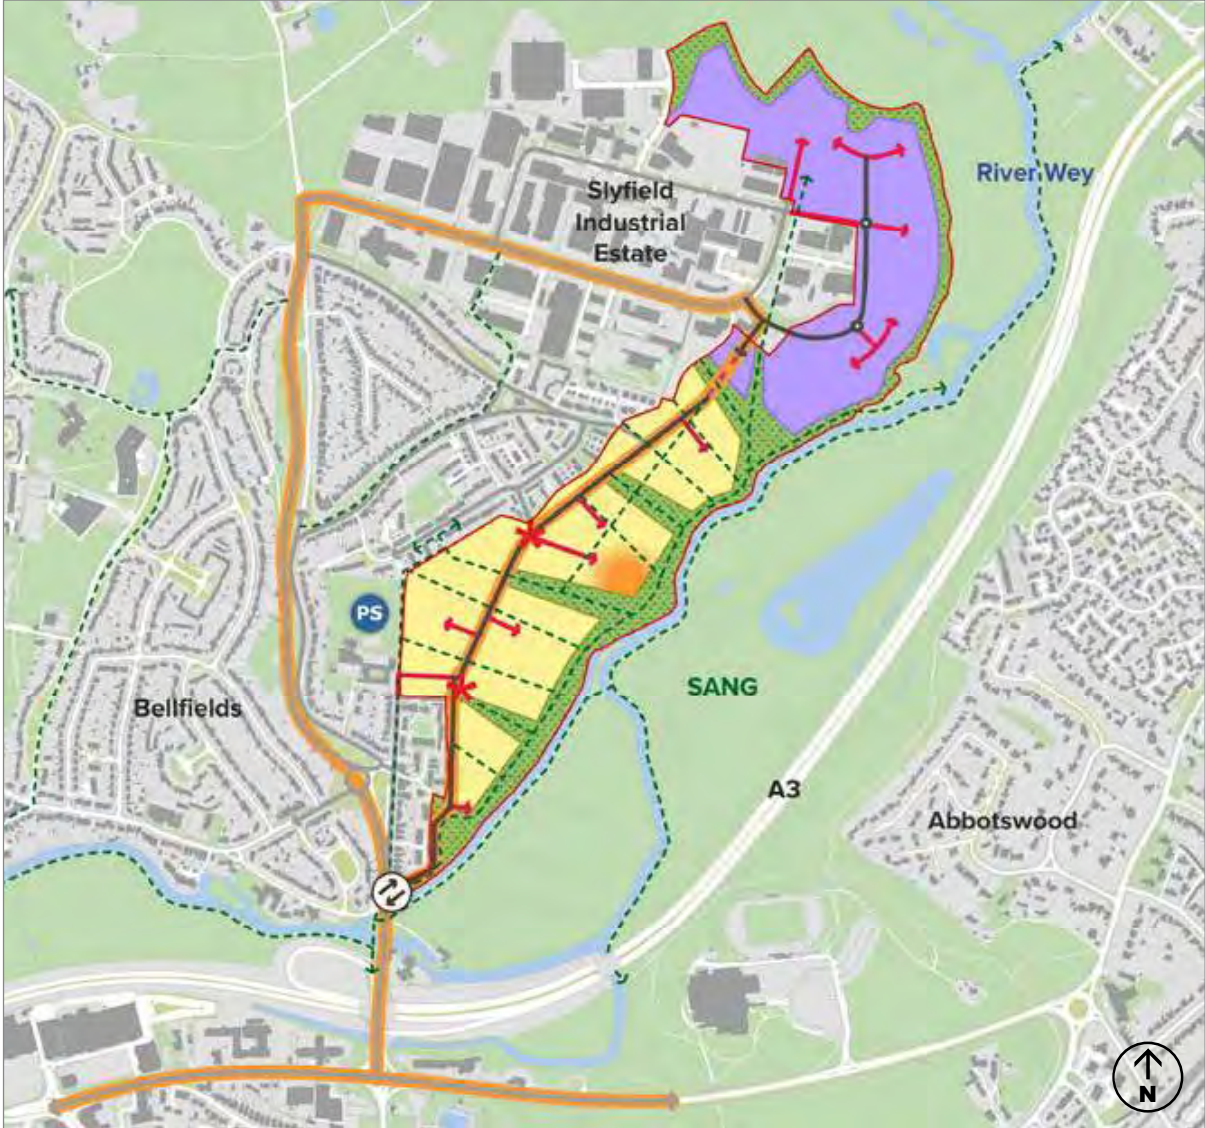 River Wey
Slyfield
Industrial
Estate
PS
SANG
Bellfields
A3
Abbotswood
N